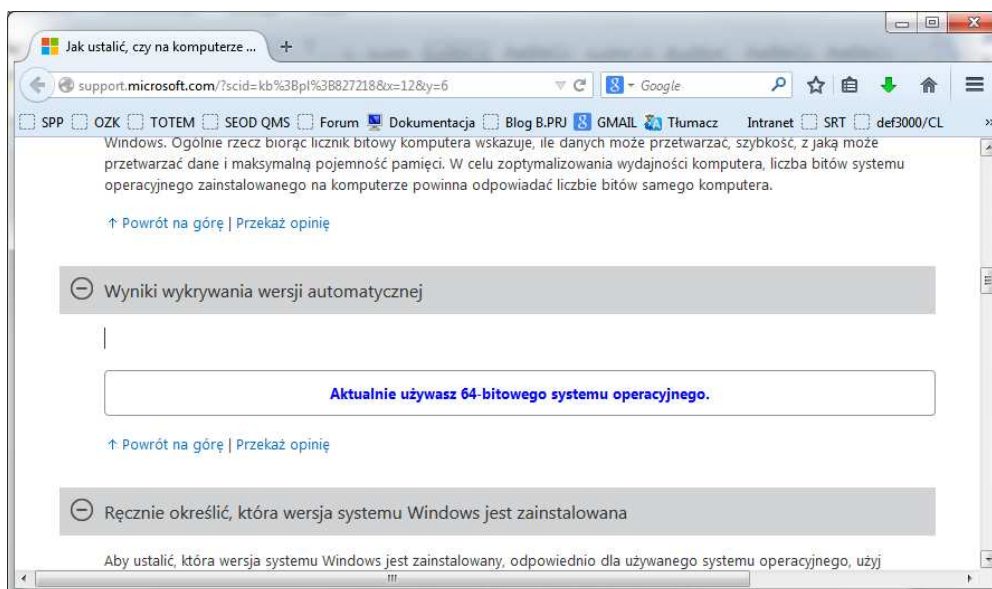 Jak ustalić, czy na komputerze ...
support.microsoft.com/?scid=kb%3Bpl%3B827218&x=12&y=6
Google
SPP OZK TOTEM SEOD QMS Forum Dokumentacja Blog B.PRJ GMAIL Tłumacz Intranet SRT def3000/CL »
Windows. Ogólnie rzecz biorąc licznik bitowy komputera wskazuje, ile danych może przetwarzać, szybkość, z jaką może
przetwarzać dane i maksymalną pojemność pamięci. W celu zoptymalizowania wydajności komputera, liczba bitów systemu
operacyjnego zainstalowanego na komputerze powinna odpowiadać liczbie bitów samego komputera.
↑ Powrót na górę | Przekaż opinię
Wyniki wykrywania wersji automatycznej
Aktualnie używasz 64-bitowego systemu operacyjnego.
↑ Powrót na górę | Przekaż opinię
Ręcznie określić, która wersja systemu Windows jest zainstalowana
Aby ustalić, która wersja systemu Windows jest zainstalowany, odpowiednio dla używanego systemu operacyjnego, użyj